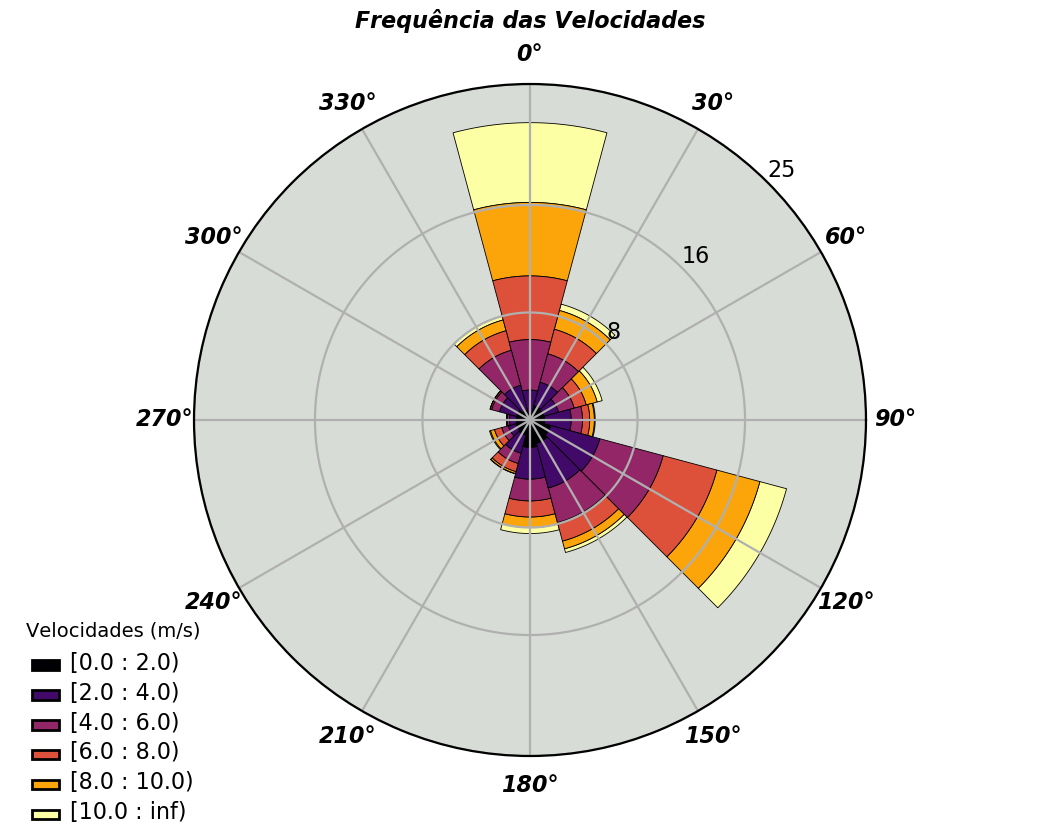 Frequência das Velocidades
0°
330°
30°
25
300°
60°
16
8
270°
90°
240°
120°
210°
150°
180°
Velocidades (m/s)
[0.0 : 2.0)
[2.0 : 4.0)
[4.0 : 6.0)
[6.0 : 8.0)
[8.0 : 10.0)
[10.0 : inf)